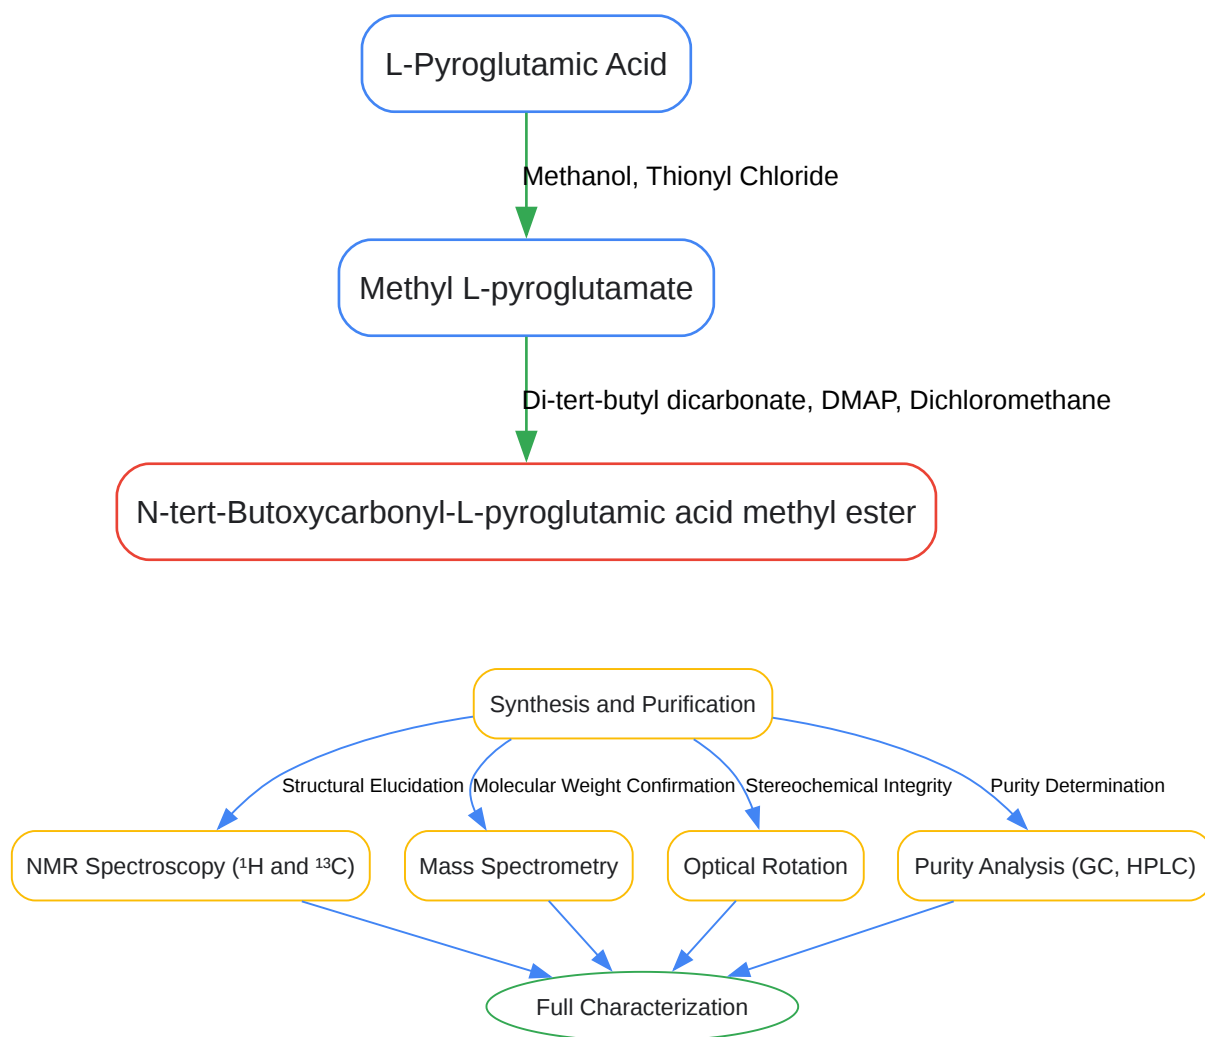 L-Pyroglutamic Acid
Methanol, Thionyl Chloride
Methyl L-pyroglutamate
Di-tert-butyl dicarbonate, DMAP, Dichloromethane
N-tert-Butoxycarbonyl-L-pyroglutamic acid methyl ester
Synthesis and Purification
Structural Elucidation
Molecular Weight Confirmation
Stereochemical Integrity
Purity Determination
NMR Spectroscopy (¹H and ¹³C)
Mass Spectrometry
Optical Rotation
Purity Analysis (GC, HPLC)
Full Characterization